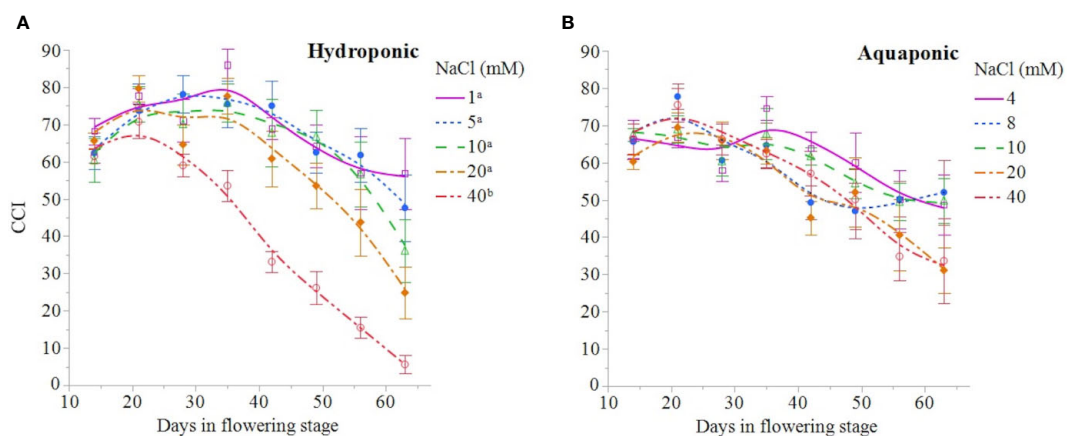 A
Hydroponic
NaCl (mM)
1ᵃ
5ᵃ
10ᵃ
20ᵃ
40ᵇ
CCI
90
80
70
60
50
40
30
20
10
0
10 20 30 40 50 60
Days in flowering stage
B
Aquaponic
NaCl (mM)
4
8
10
20
40
90
80
70
60
50
40
30
20
10
0
10 20 30 40 50 60
Days in flowering stage